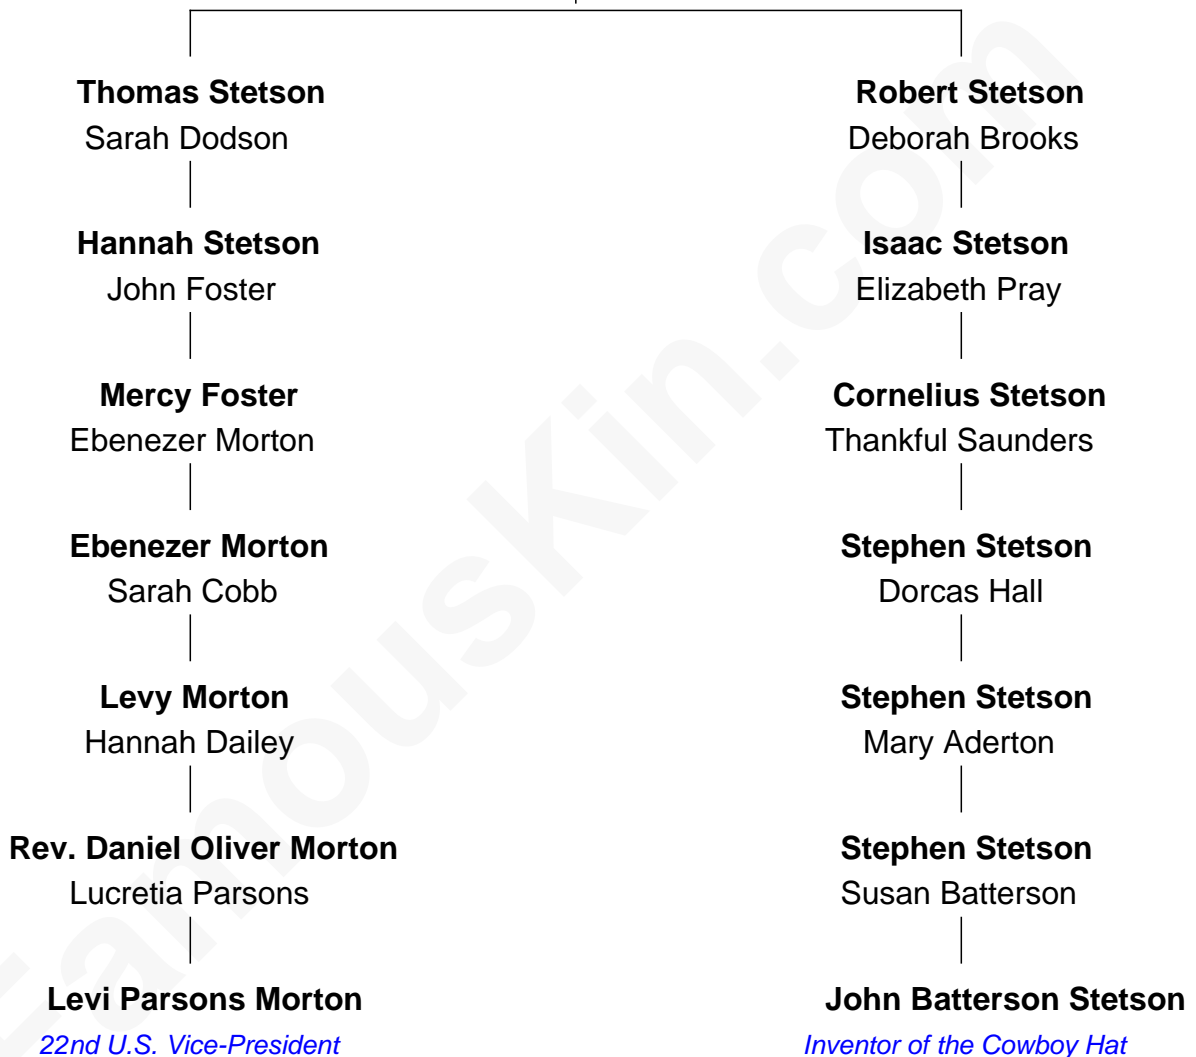 Thomas Stetson
Sarah Dodson
Hannah Stetson
John Foster
Mercy Foster
Ebenezer Morton
Ebenezer Morton
Sarah Cobb
Levy Morton
Hannah Dailey
Rev. Daniel Oliver Morton
Lucretia Parsons
Levi Parsons Morton
22nd U.S. Vice-President
Robert Stetson
Deborah Brooks
Isaac Stetson
Elizabeth Pray
Cornelius Stetson
Thankful Saunders
Stephen Stetson
Dorcas Hall
Stephen Stetson
Mary Aderton
Stephen Stetson
Susan Batterson
John Batterson Stetson
Inventor of the Cowboy Hat
FamousKin.com